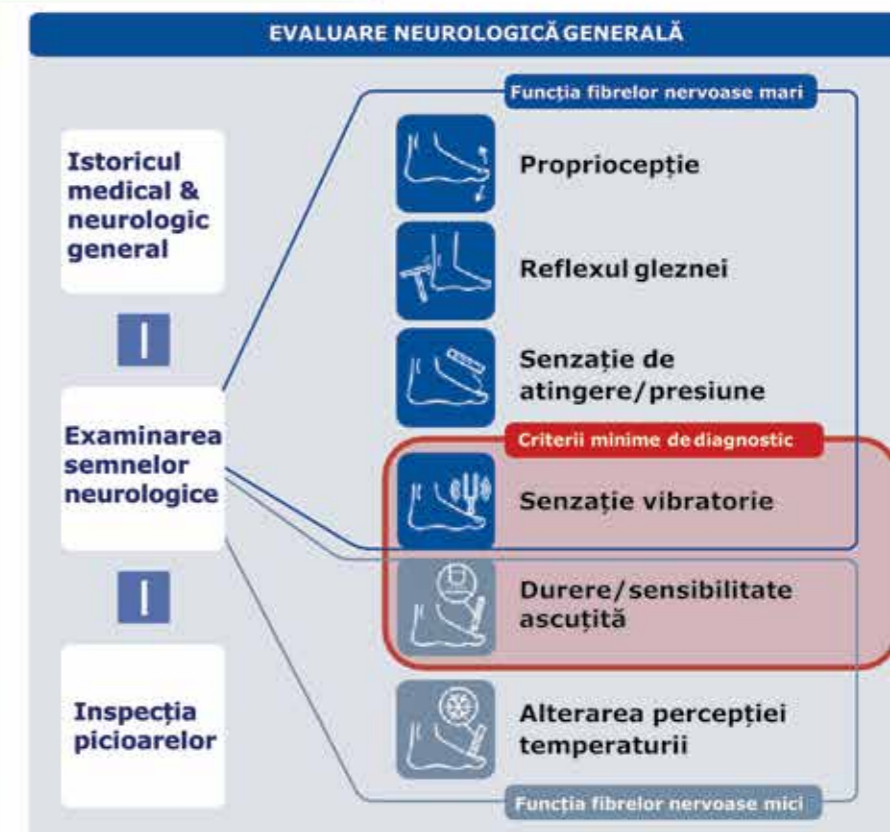 EVALUARE NEUROLOGICĂ GENERALĂ
Istoricul
medical &
neurologic
general
Examinarea
semnelor
neurologice
Inspecția
picioarelor
Funcția fibrelor nervoase mari
Propriocepție
Reflexul gleznei
Senzație de
atingere/presiune
Criterii minime de diagnostic
Senzație vibratorie
Durere/sensibilitate
ascuțită
Alterarea percepției
temperaturii
Funcția fibrelor nervoase mici